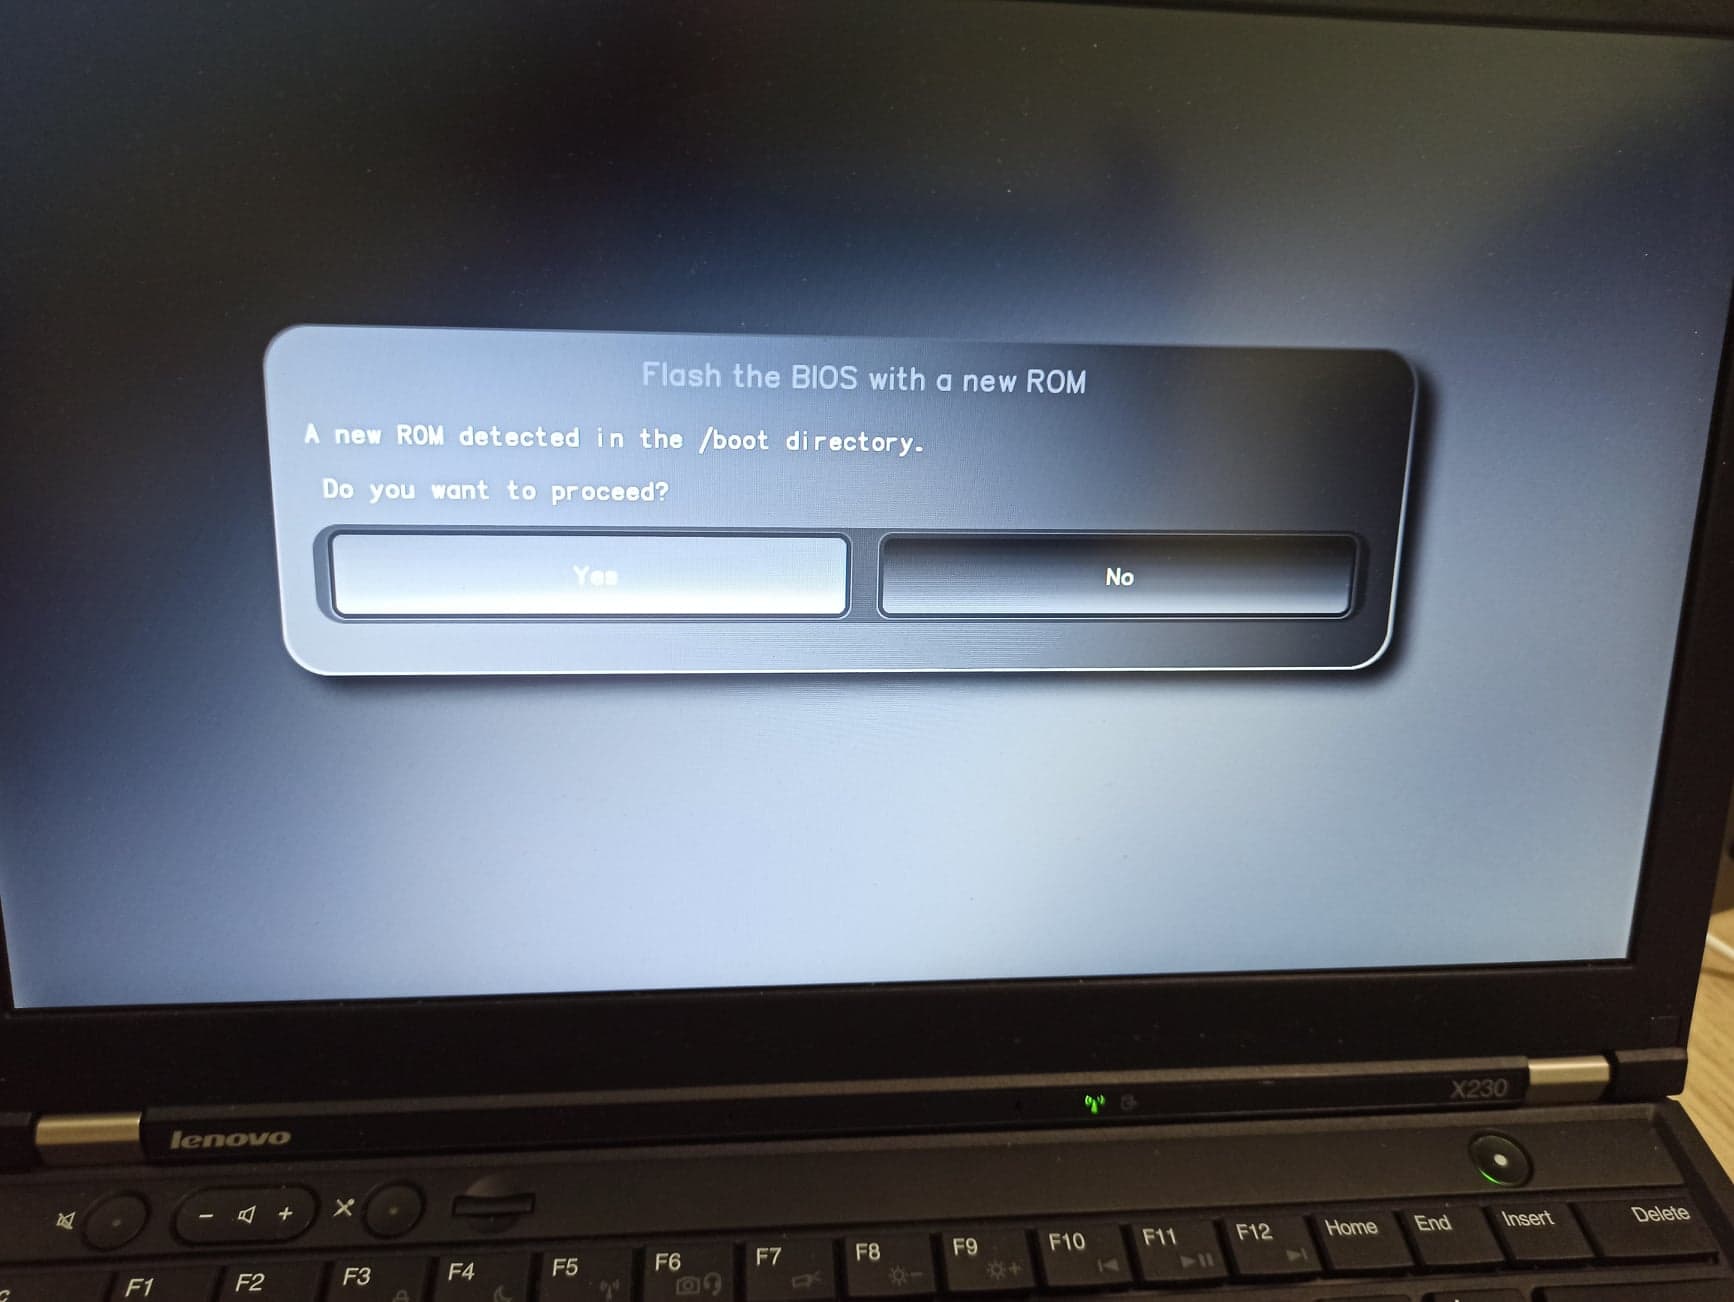 Flash the BIOS with a new ROM
A new ROM detected in the /boot directory.
Do you want to proceed?
Yes No
X230
lenovo
- +
F1 F2 F3 F4 F5 F6 F7 F8 F9 F10 F11 F12 Home End Insert Delete